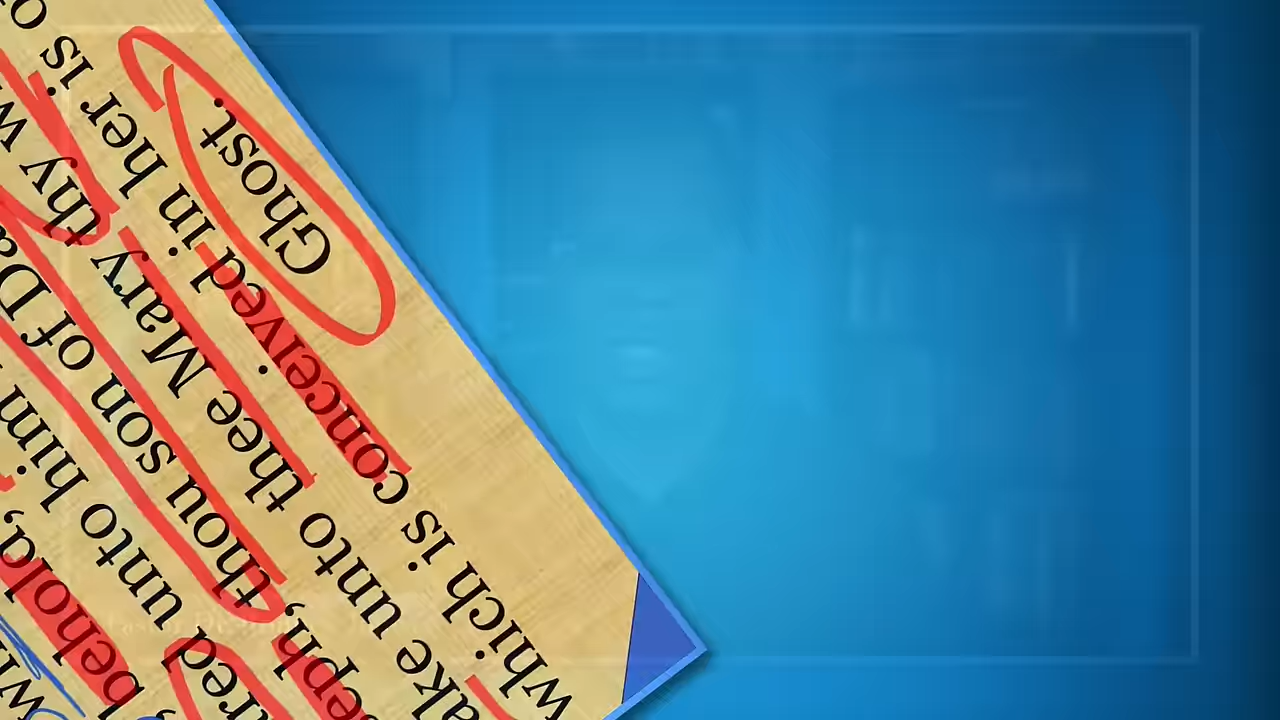 , behold,
red unto him
eph, thou son of Da
ake unto thee Mary thy w
which is conceived in her is o
Ghost.